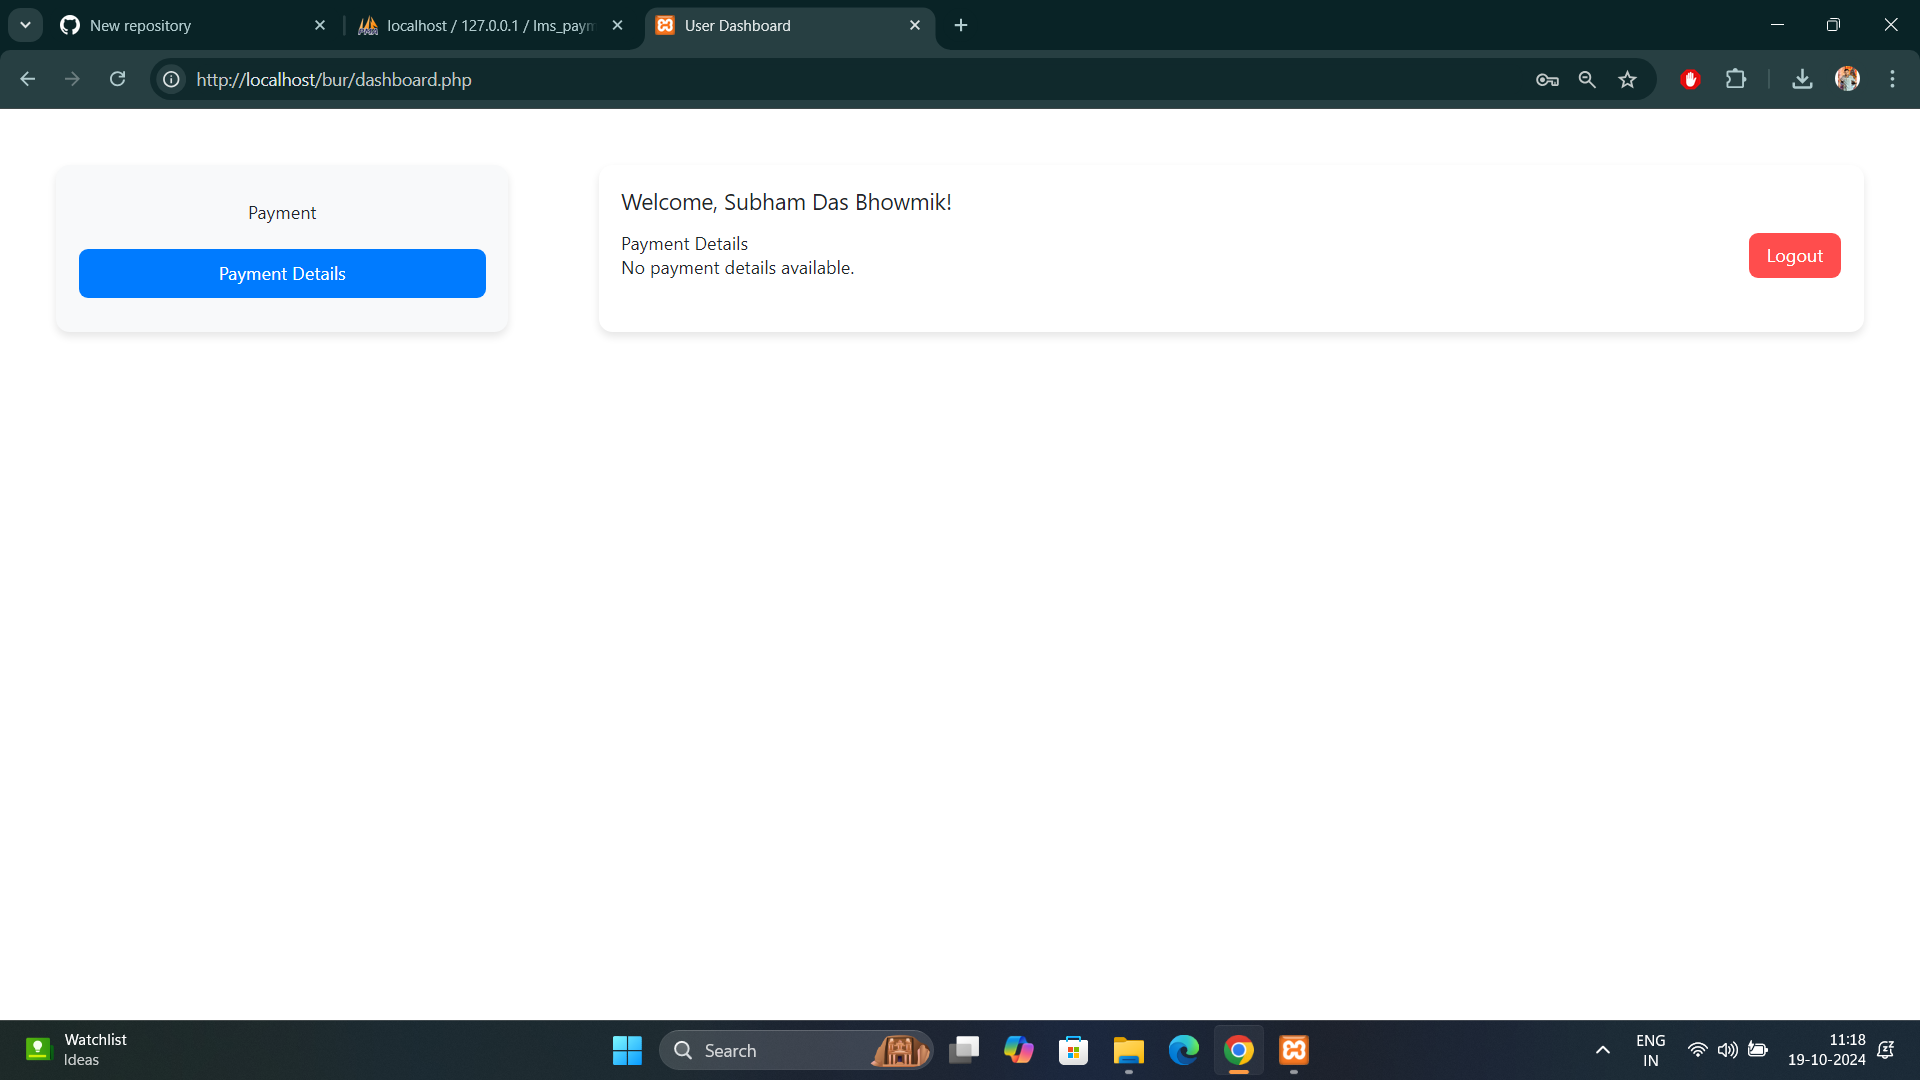 New repository
localhost / 127.0.0.1 / lms_paym
User Dashboard
http://localhost/bur/dashboard.php
Payment
Payment Details
Welcome, Subham Das Bhowmik!
Payment Details
No payment details available.
Logout
Watchlist
Ideas
Search
ENG
IN
11:18
19-10-2024